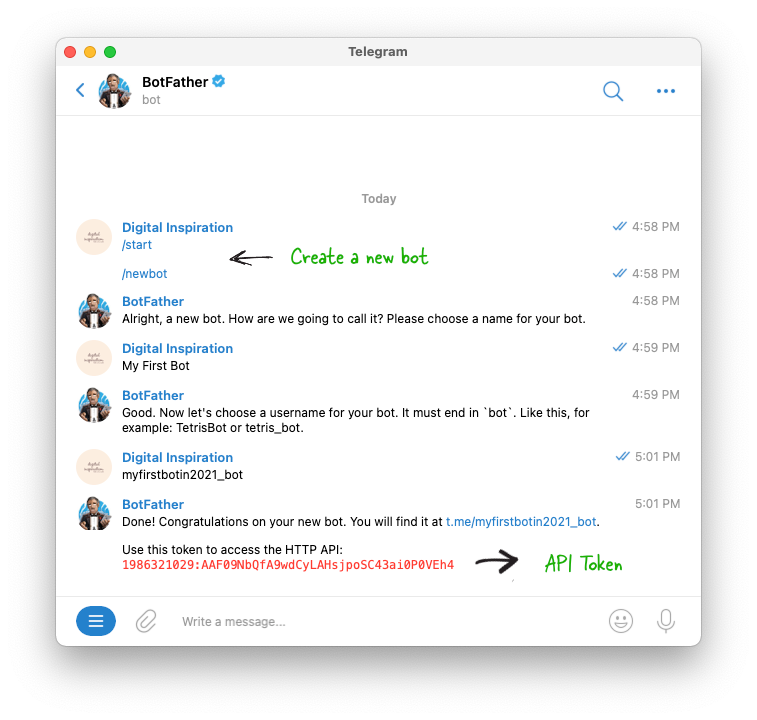 Telegram
BotFather
bot
Today
Digital Inspiration 4:58 PM
/start
Create a new bot
/newbot 4:58 PM
BotFather 4:58 PM
Alright, a new bot. How are we going to call it? Please choose a name for your bot.
Digital Inspiration 4:59 PM
My First Bot
BotFather 4:59 PM
Good. Now let's choose a username for your bot. It must end in `bot`. Like this, for
example: TetrisBot or tetris_bot.
Digital Inspiration 5:01 PM
myfirstbotin2021_bot
BotFather 5:01 PM
Done! Congratulations on your new bot. You will find it at t.me/myfirstbotin2021_bot.
Use this token to access the HTTP API:
1986321029:AAF09NbQfA9wdCyLAHsjpoSC43ai0P0VEh4 API Token
Write a message...